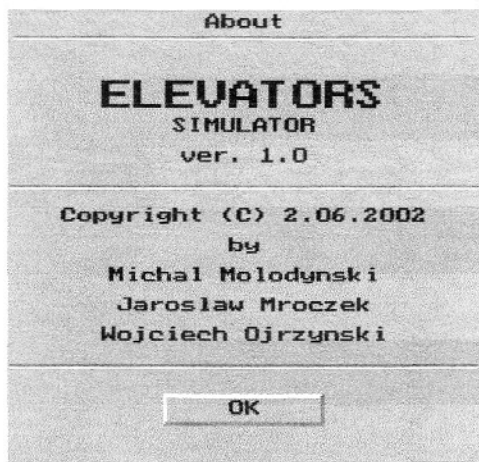 About
ELEVATORS
SIMULATOR
ver. 1.0
Copyright (C) 2.06.2002
by
Michal Molodynski
Jaroslaw Mroczek
Wojciech Ojrzynski
OK